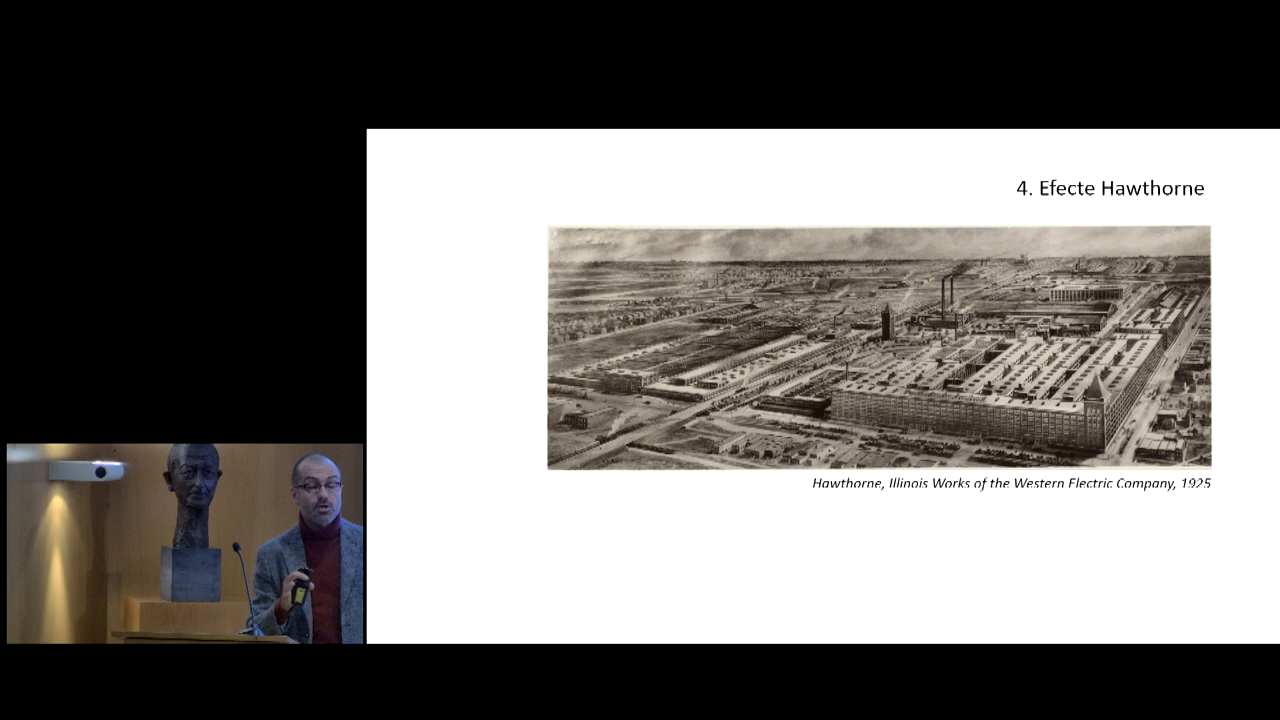 4. Efecte Hawthorne
Hawthorne, Illinois Works of the Western Electric Company, 1925